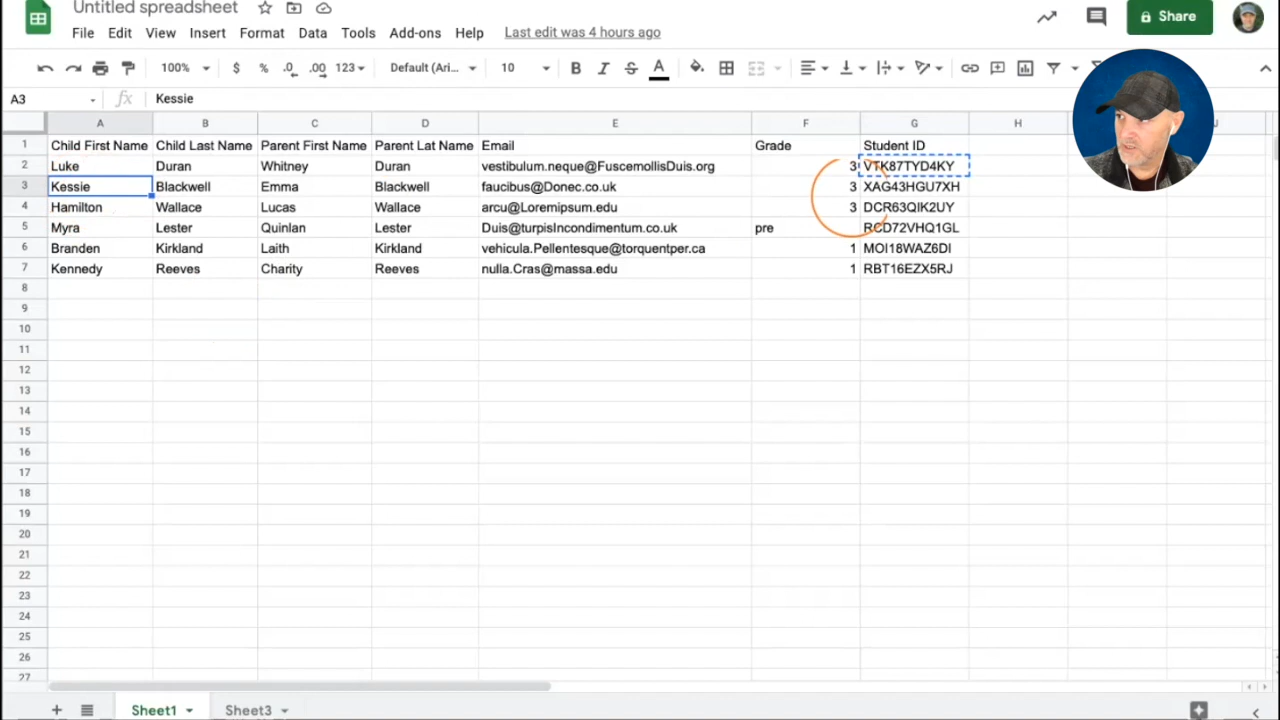 Untitled spreadsheet
File Edit View Insert Format Data Tools Add-ons Help Last edit was 4 hours ago
Share
100% $ % .0 .00 123 Default (Ari... 10 B I S A
A3 fx Kessie
A B C D E F G H J
1 Child First Name Child Last Name Parent First Name Parent Lat Name Email Grade Student ID
2 Luke Duran Whitney Duran vestibulum.neque@FuscemollisDuis.org 3 VTK87TYD4KY
3 Kessie Blackwell Emma Blackwell faucibus@Donec.co.uk 3 XAG43HGU7XH
4 Hamilton Wallace Lucas Wallace arcu@Loremipsum.edu 3 DCR63QIK2UY
5 Myra Lester Quinlan Lester Duis@turpisIncondimentum.co.uk pre RCD72VHQ1GL
6 Branden Kirkland Laith Kirkland vehicula.Pellentesque@torquentper.ca 1 MOI18WAZ6DI
7 Kennedy Reeves Charity Reeves nulla.Cras@massa.edu 1 RBT16EZX5RJ
8
9
10
11
12
13
14
15
16
17
18
19
20
21
22
23
24
25
26
27
Sheet1 Sheet3